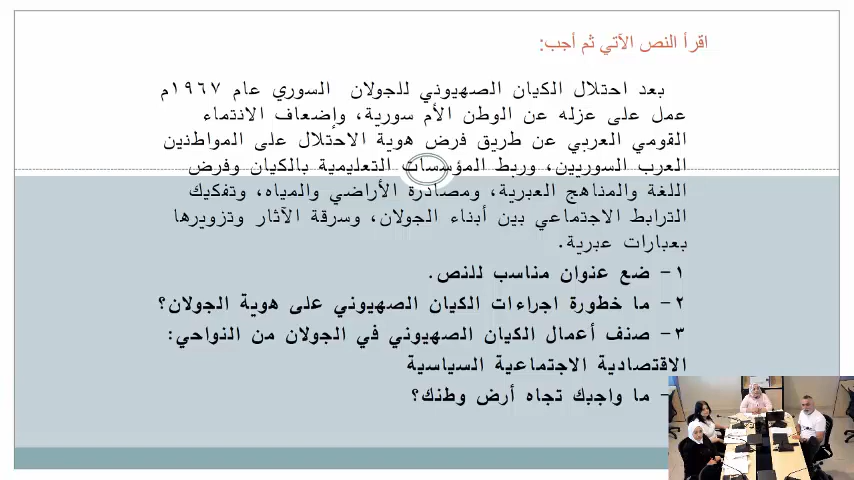 اقرأ النص الآتي ثم أجب:
بعد احتلال الكيان الصهيوني للجولان السوري عام ١٩٦٧م
عمل على عزله عن الوطن الأم سورية، وإضعاف الانتماء
القومي العربي عن طريق فرض هوية الاحتلال على المواطنين
العرب السوريين، وربط المؤسسات التعليمية بالكيان وفرض
اللغة والمناهج العبرية، ومصادرة الأراضي والمياه، وتفكيك
الترابط الاجتماعي بين أبناء الجولان، وسرقة الآثار وتزويرها
بعبارات عبرية.
١- ضع عنوان مناسب للنص.
٢- ما خطورة اجراءات الكيان الصهيوني على هوية الجولان؟
٣- صنف أعمال الكيان الصهيوني في الجولان من النواحي:
الاقتصادية الاجتماعية السياسية
- ما واجبك تجاه أرض وطنك؟